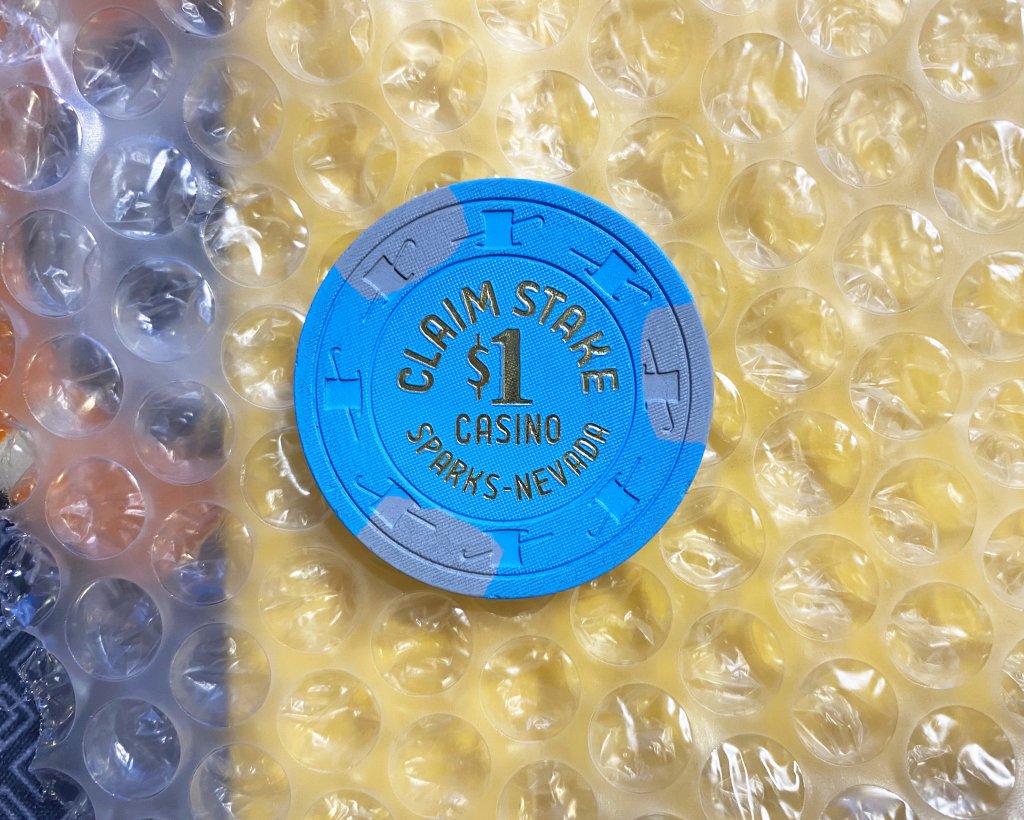 CLAIM STAKE
$1
CASINO
SPARKS-NEVADA